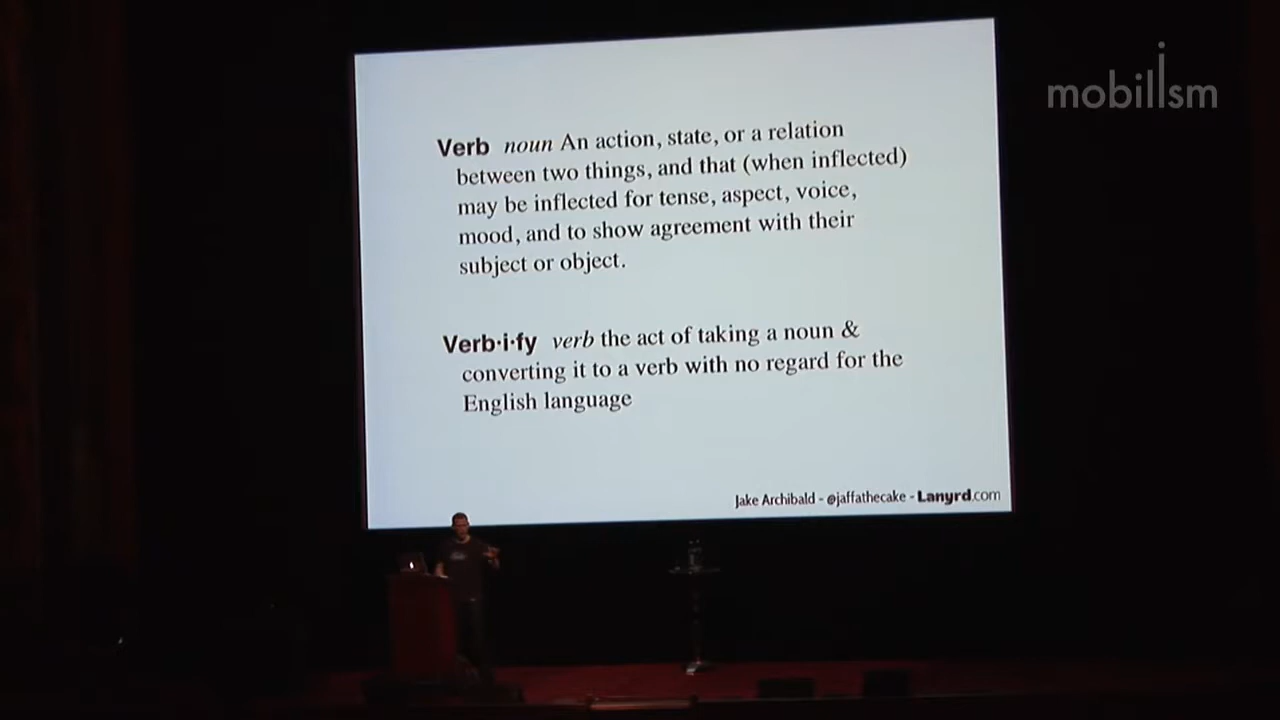 mobilism
Verb noun An action, state, or a relation
between two things, and that (when inflected)
may be inflected for tense, aspect, voice,
mood, and to show agreement with their
subject or object.
Verb·i·fy verb the act of taking a noun &
converting it to a verb with no regard for the
English language
Jake Archibald - @jaffathecake - Lanyrd.com